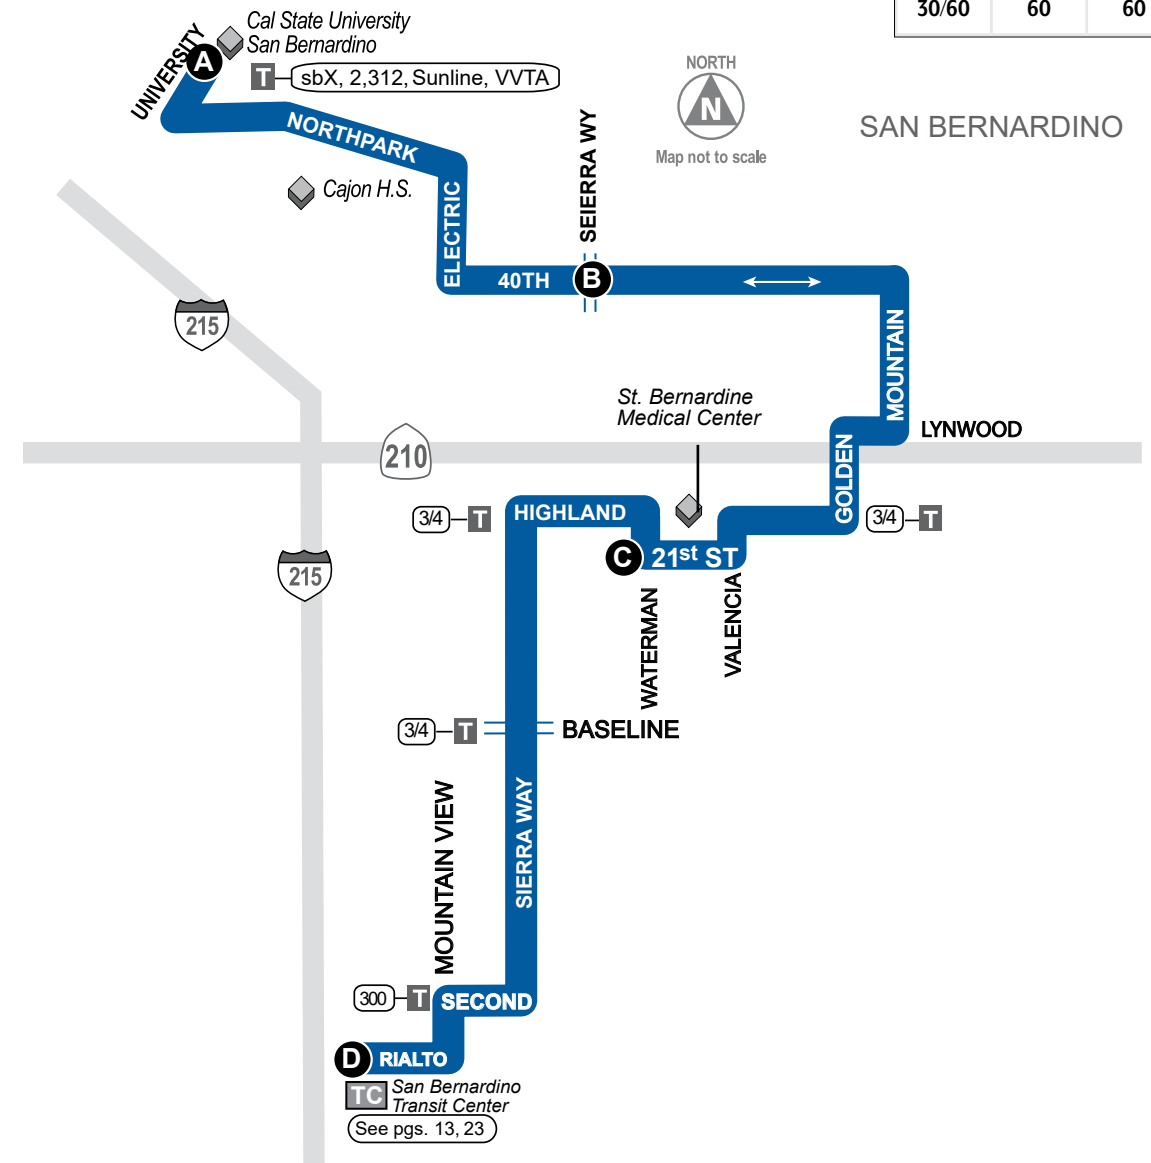 30/60 60 60
Cal State University
San Bernardino
UNIVERSITY
A
T
sbX, 2,312, Sunline, VVTA
NORTH
N
Map not to scale
SAN BERNARDINO
NORTHPARK
Cajon H.S.
ELECTRIC
SEIERRA WY
40TH
B
215
MOUNTAIN
St. Bernardine
Medical Center
LYNWOOD
210
GOLDEN
3/4
T
HIGHLAND
3/4
T
C
21st ST
215
WATERMAN
VALENCIA
3/4
T
BASELINE
MOUNTAIN VIEW
SIERRA WAY
300
T
SECOND
D
RIALTO
TC
San Bernardino
Transit Center
See pgs. 13, 23